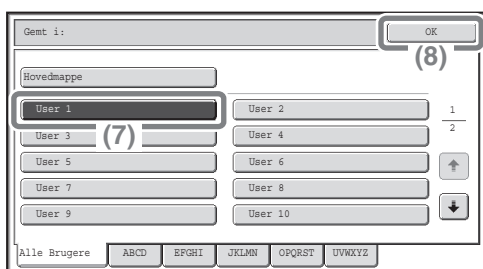 Gemt i: OK
(8)
Hovedmappe
User 1 User 2 1
User 3 (7) User 4 2
User 5 User 6
User 7 User 8
User 9 User 10
Alle Brugere ABCD EFGHI JKLMN OPQRST UVWXYZ